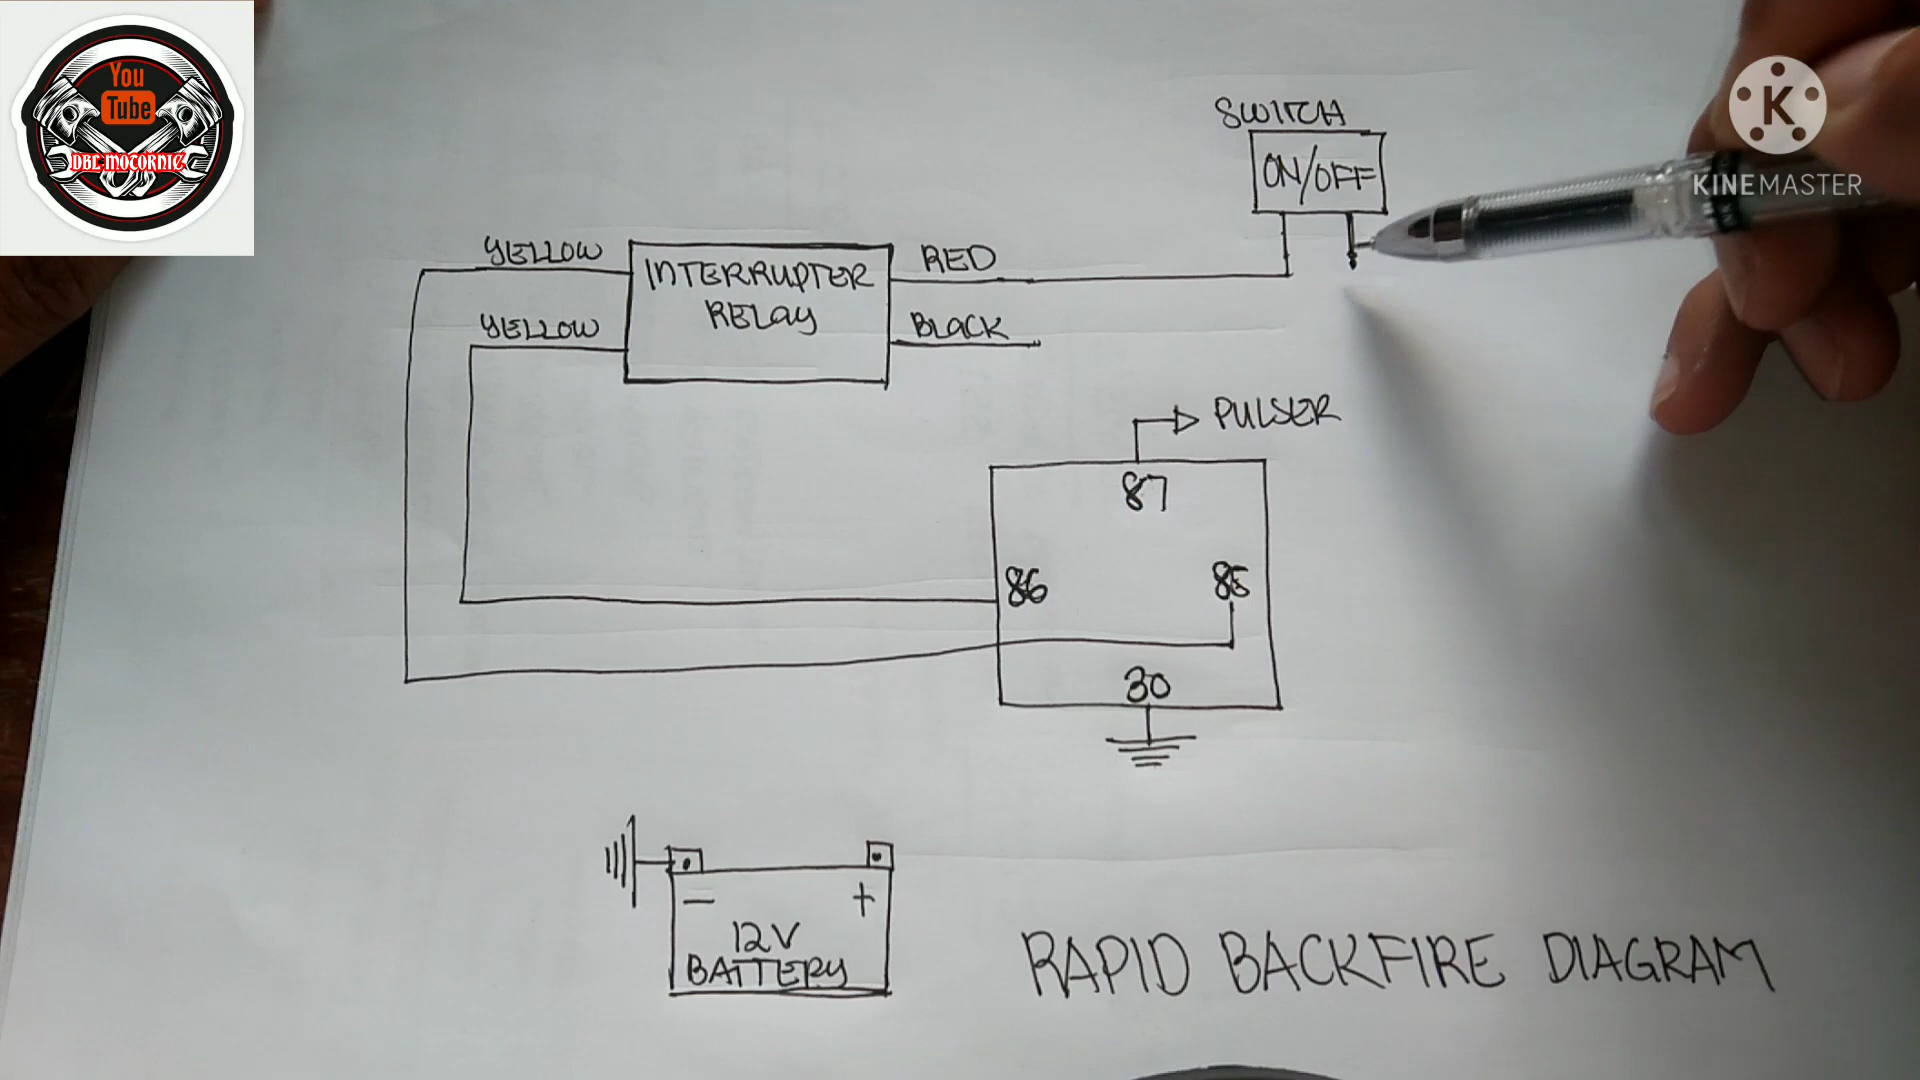 You
Tube
DBL MOTORNIC
KINEMASTER
SWITCH
ON/OFF
YELLOW
INTERRUPTER
RELAY
RED
YELLOW
BLACK
PULSER
87
86
85
30
-
+
12V
BATTERY
RAPID BACKFIRE DIAGRAM